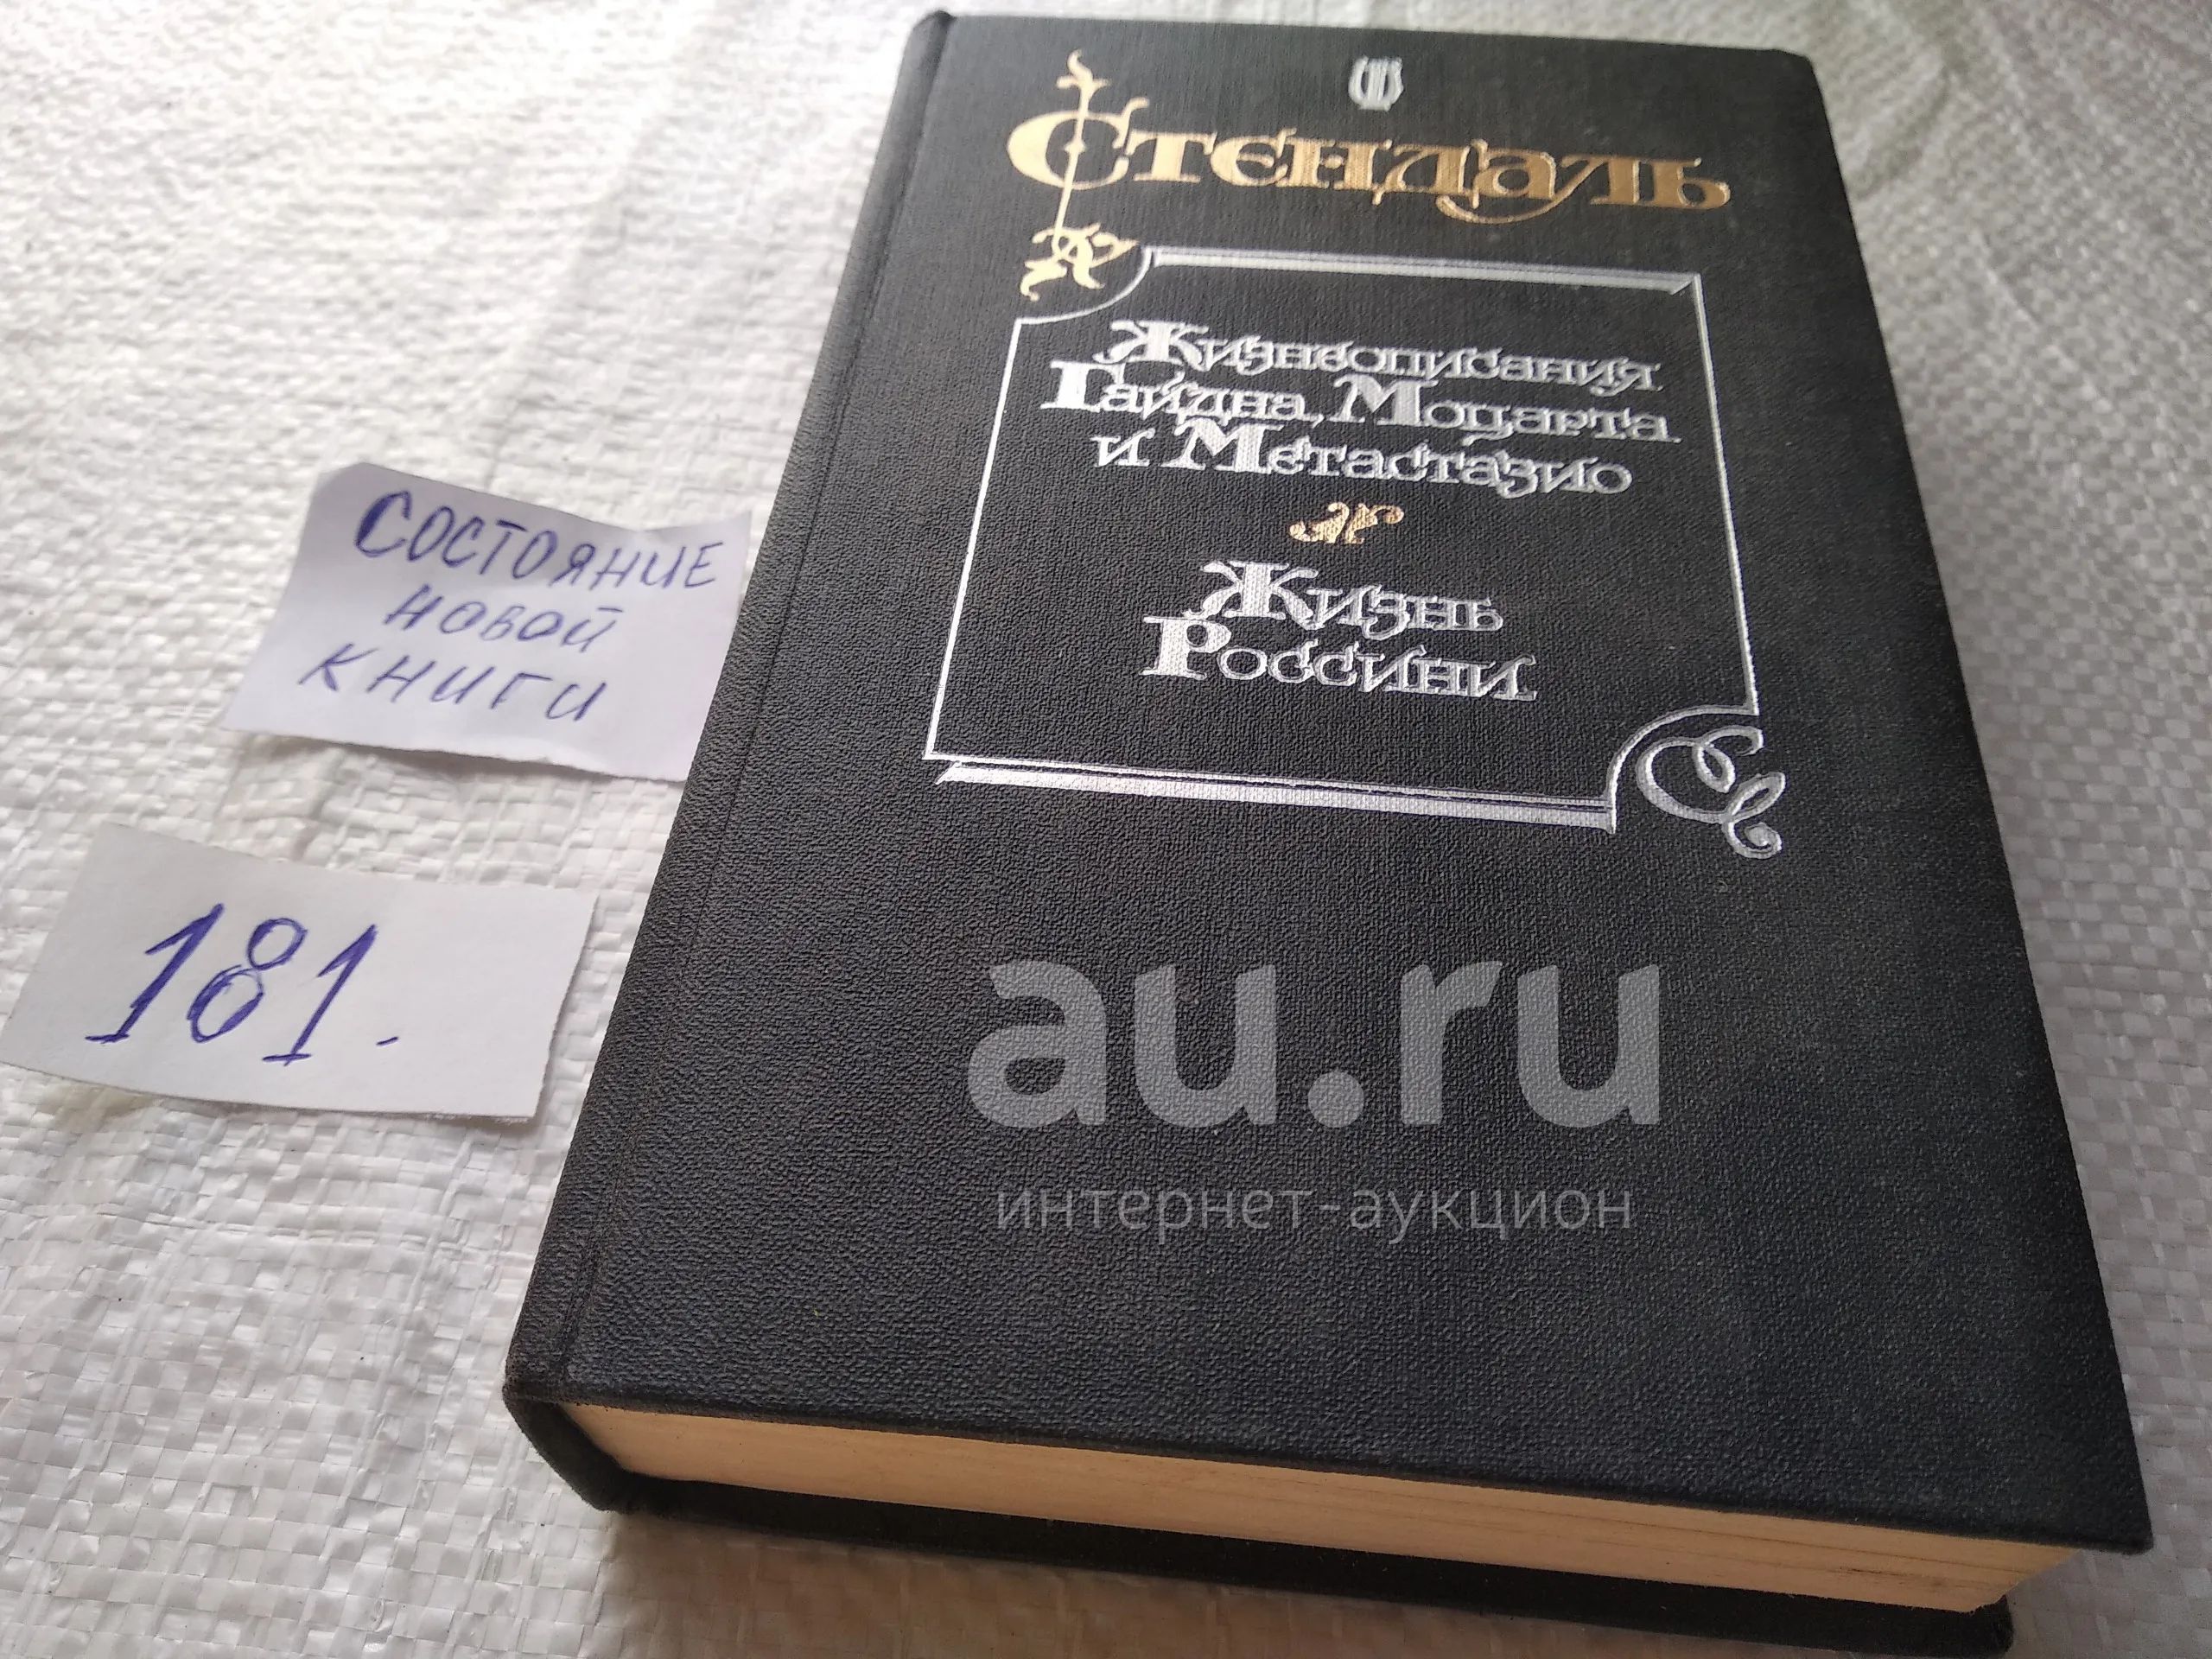 Стендаль
Жизнеописания
Гайдна, Моцарта
и Метастазио
Жизнь
Россини
Состояние
новой
книги
181.
au.ru
интернет-аукцион